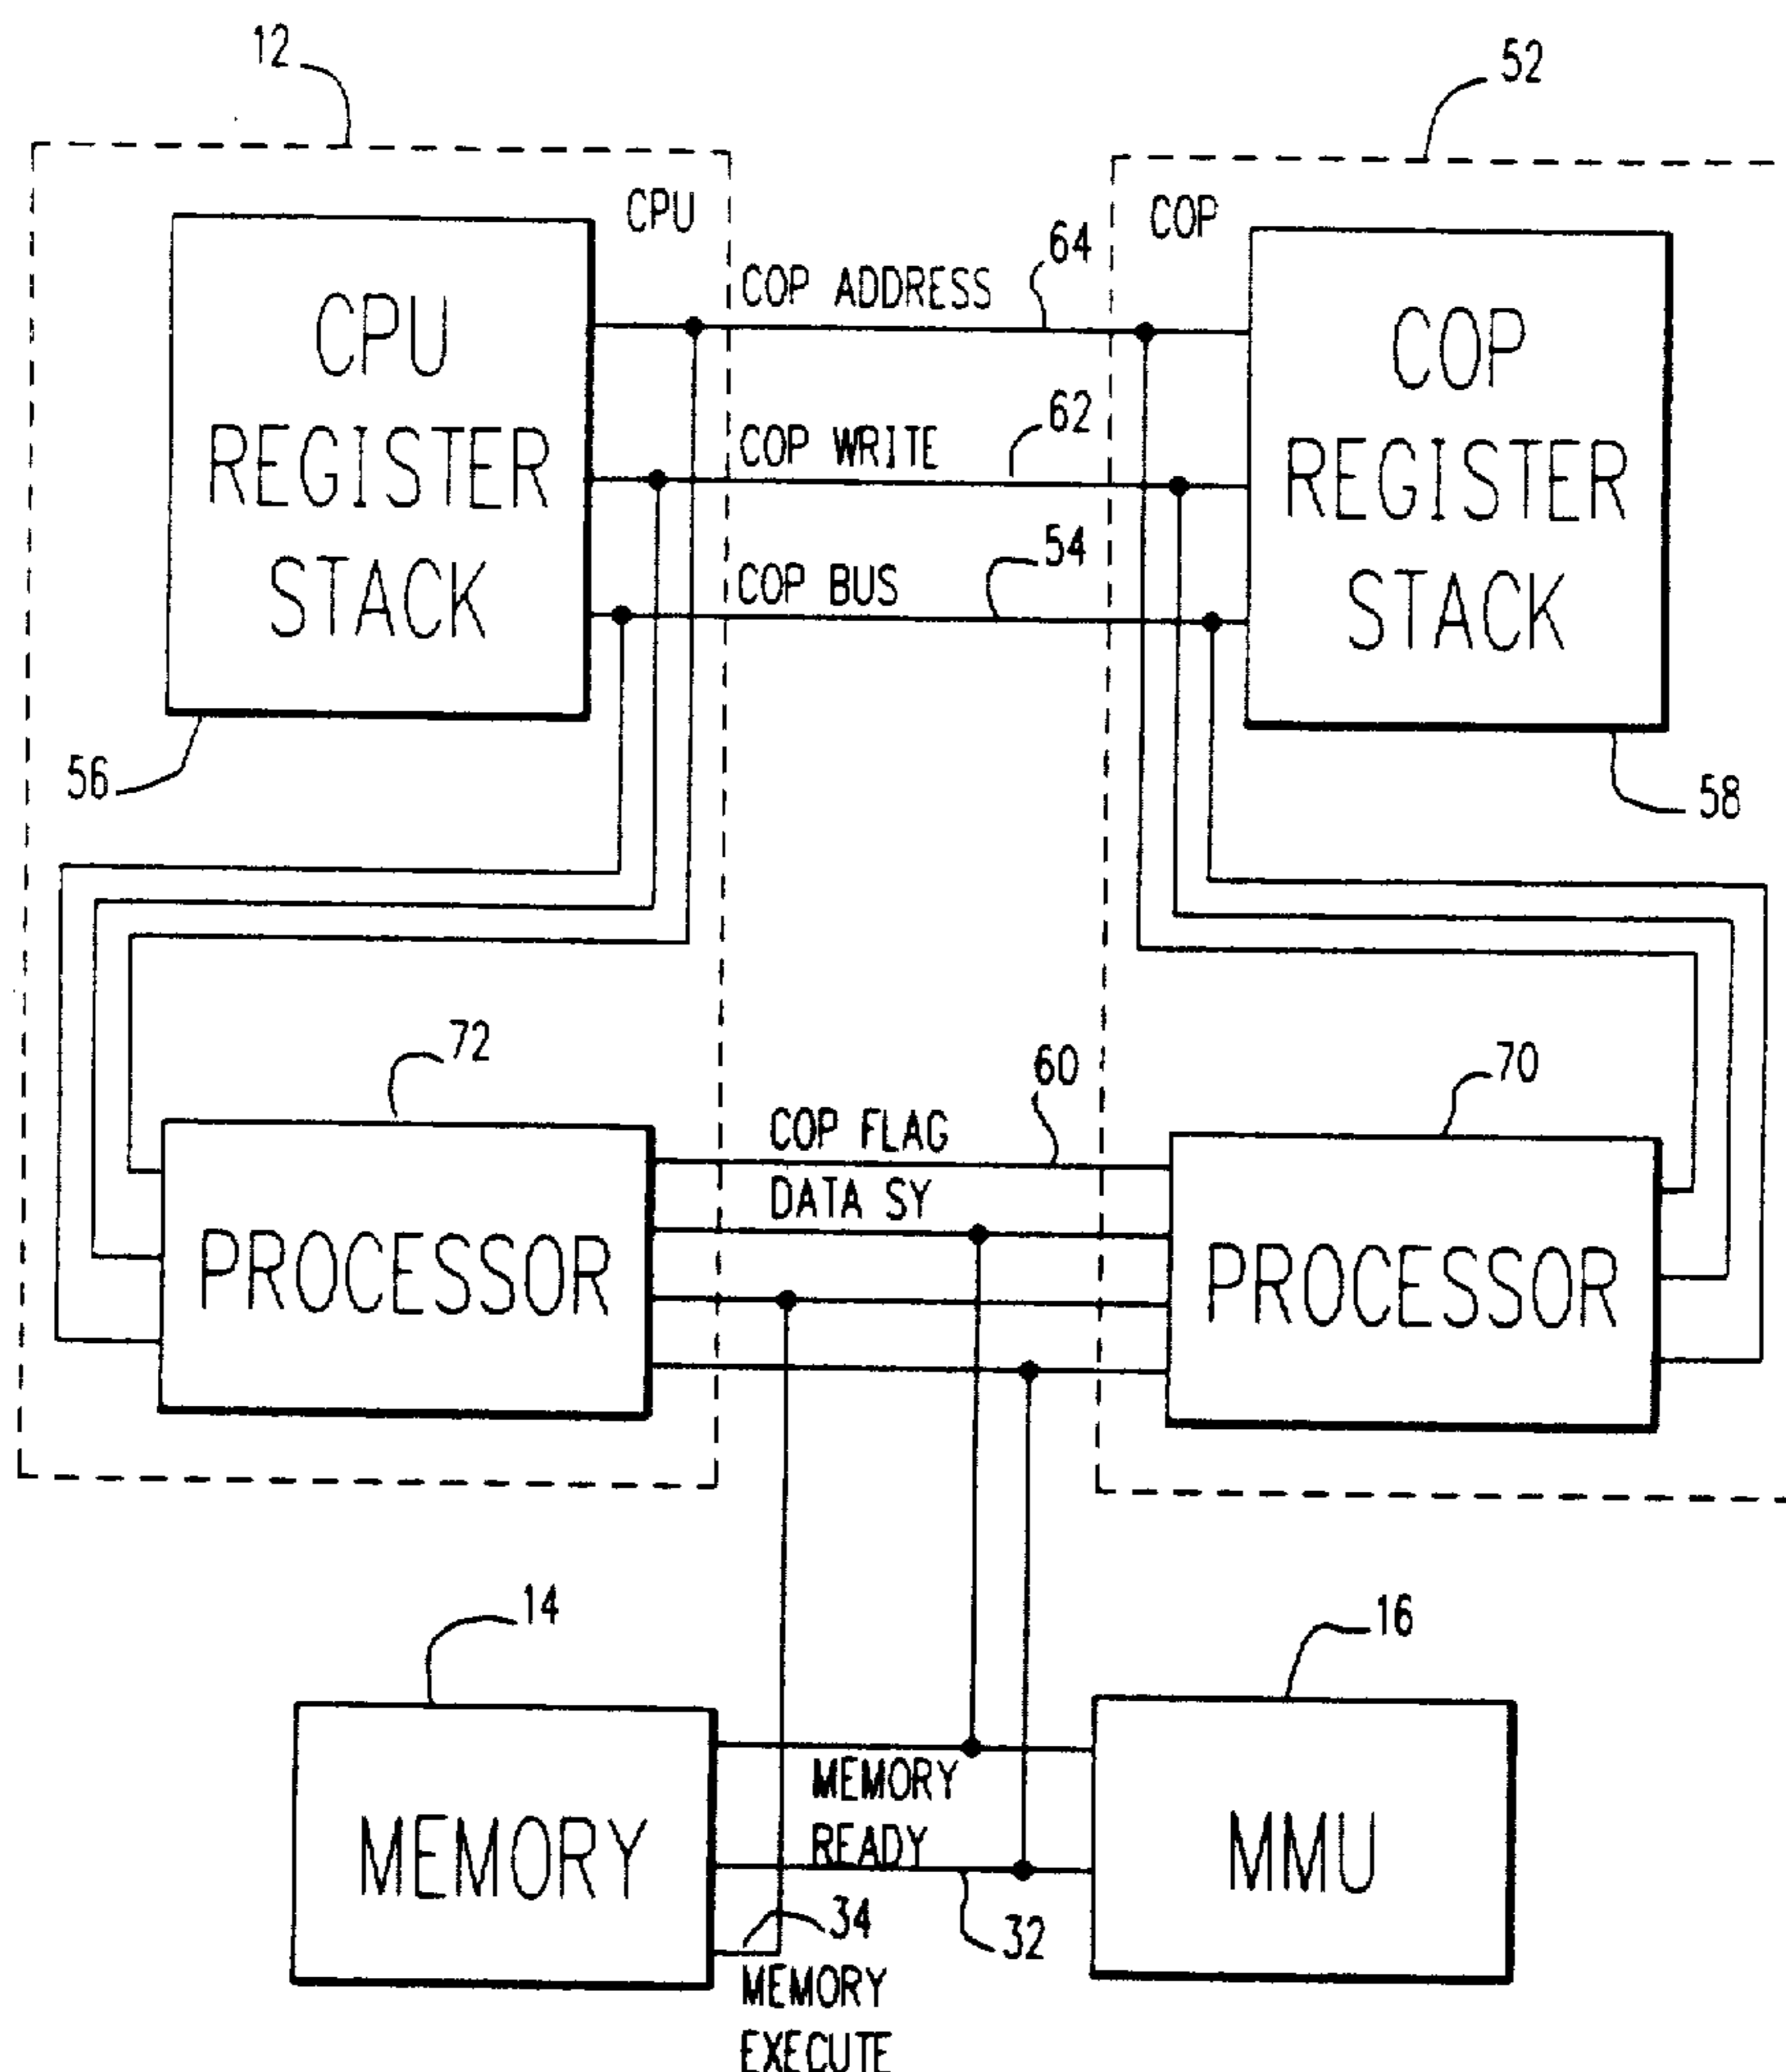 12
52
CPU
COP
CPU
REGISTER
STACK
COP ADDRESS
64
COP
REGISTER
STACK
COP WRITE
62
COP BUS
54
56
58
72
60
70
COP FLAG
DATA SY
PROCESSOR
PROCESSOR
14
16
MEMORY
READY
MEMORY
MMU
34
32
MEMORY
EXECUTE